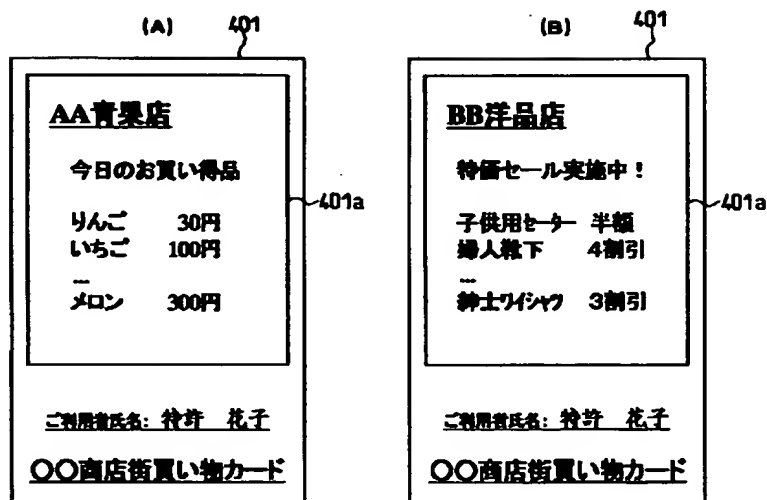 (A) 401
AA青果店
今日のお買い得品
りんご 30円
いちご 100円
...
メロン 300円
401a
ご利用者氏名: 特許 花子
○○商店街買い物カード
(B) 401
BB洋品店
特価セール実施中!
子供用セーター 半額
婦人靴下 4割引
...
紳士ワイシャツ 3割引
401a
ご利用者氏名: 特許 花子
○○商店街買い物カード